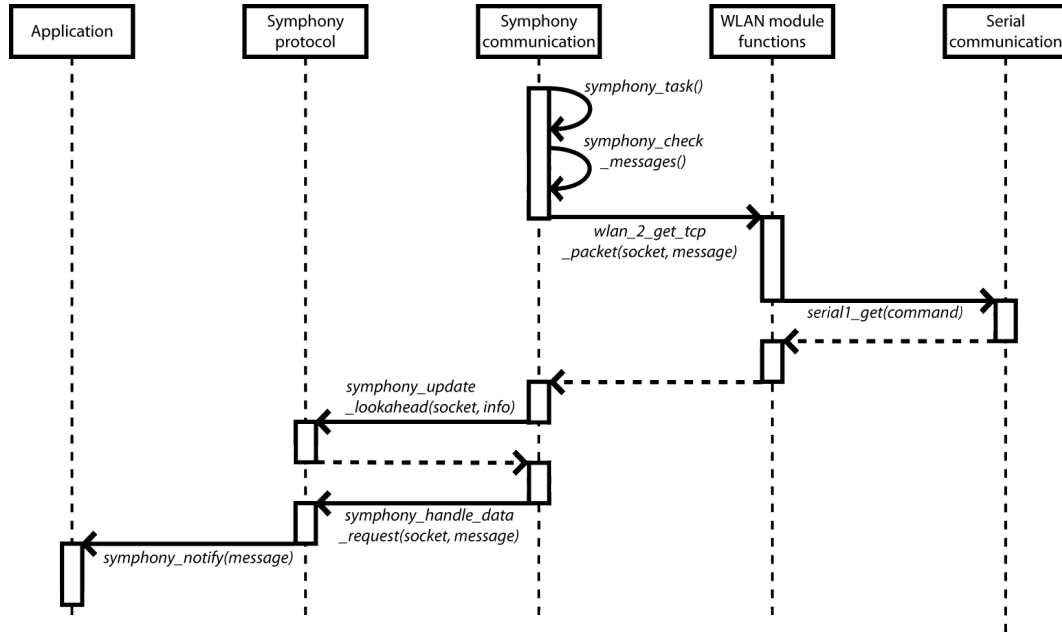 Application
Symphony
protocol
Symphony
communication
WLAN module
functions
Serial
communication
symphony_task()
symphony_check
_messages()
wlan_2_get_tcp
_packet(socket, message)
serial1_get(command)
symphony_update
_lookahead(socket, info)
symphony_handle_data
_request(socket, message)
symphony_notify(message)